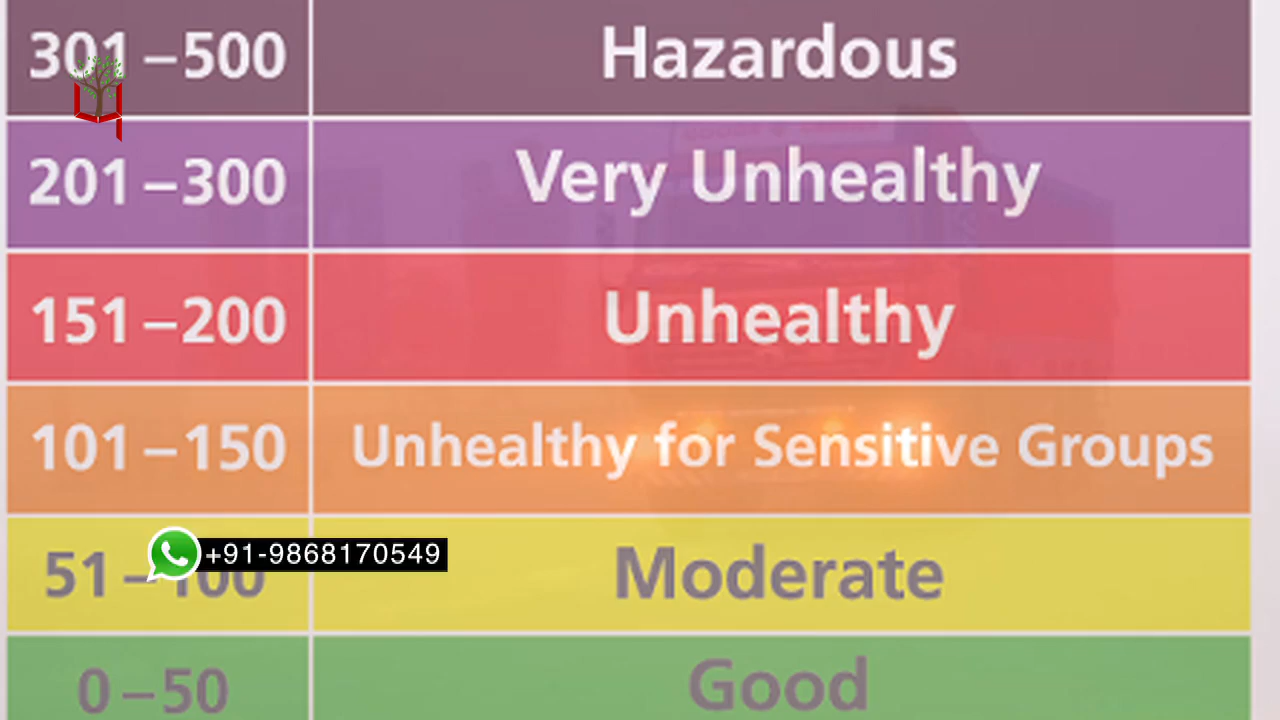 301–500 Hazardous
201–300 Very Unhealthy
151–200 Unhealthy
101–150 Unhealthy for Sensitive Groups
51–100 Moderate
+91-9868170549
0–50 Good